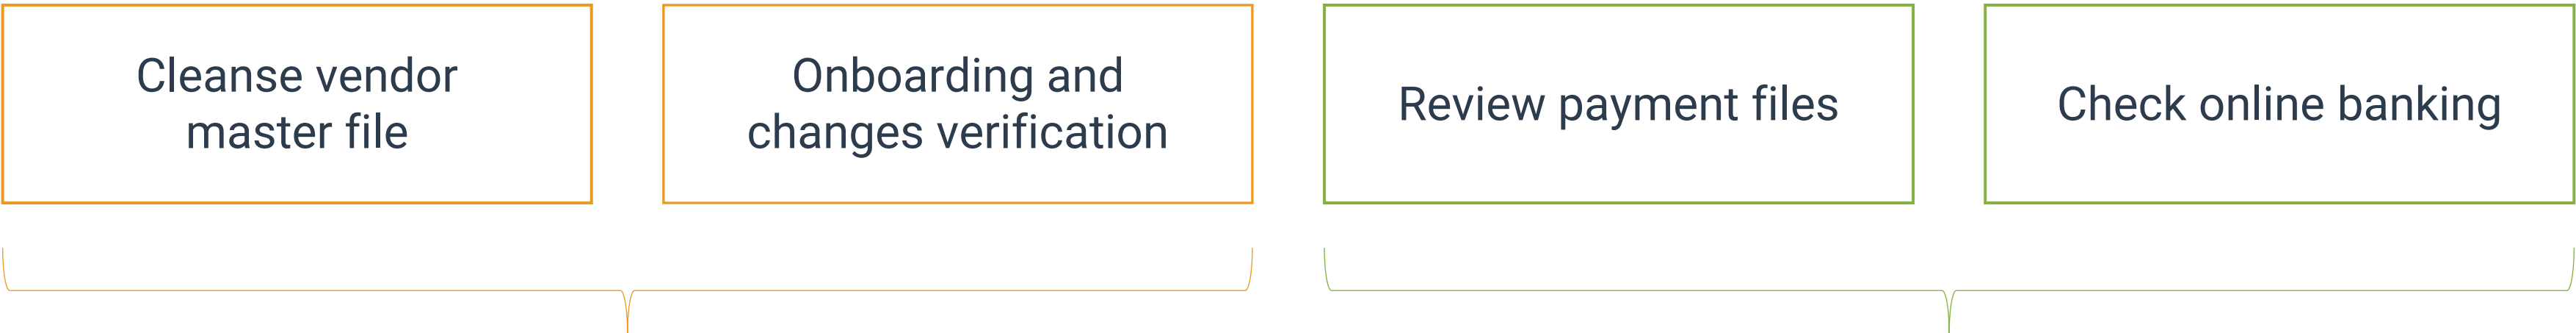 Cleanse vendor
master file
Onboarding and
changes verification
Review payment files
Check online banking